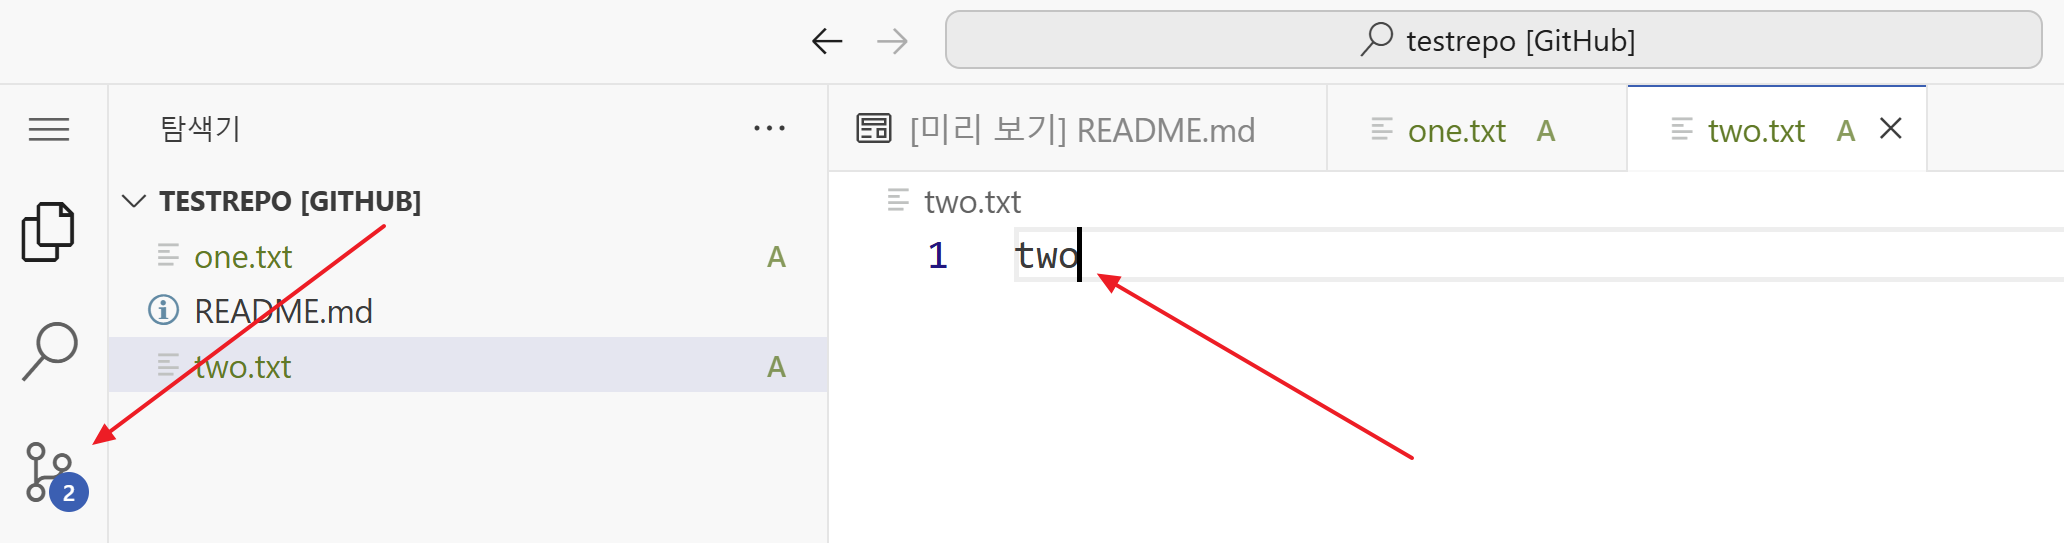 testrepo [GitHub]
탐색기
TESTREPO [GITHUB]
one.txt A
README.md
two.txt A
2
[미리 보기] README.md
one.txt A
two.txt A
two.txt
1 two